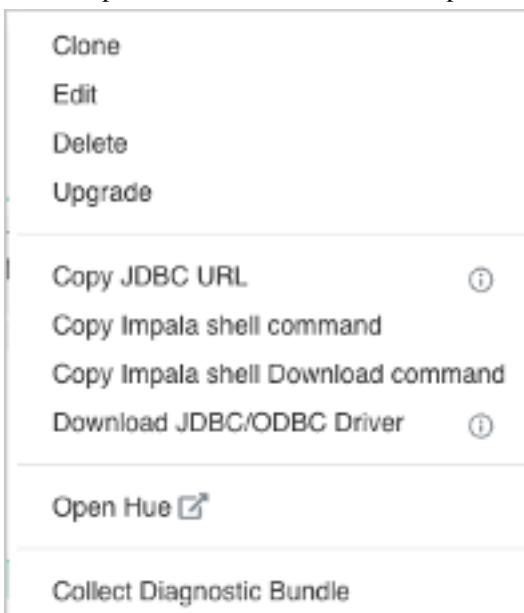 Clone
Edit
Delete
Upgrade
Copy JDBC URL
Copy Impala shell command
Copy Impala shell Download command
Download JDBC/ODBC Driver
Open Hue
Collect Diagnostic Bundle